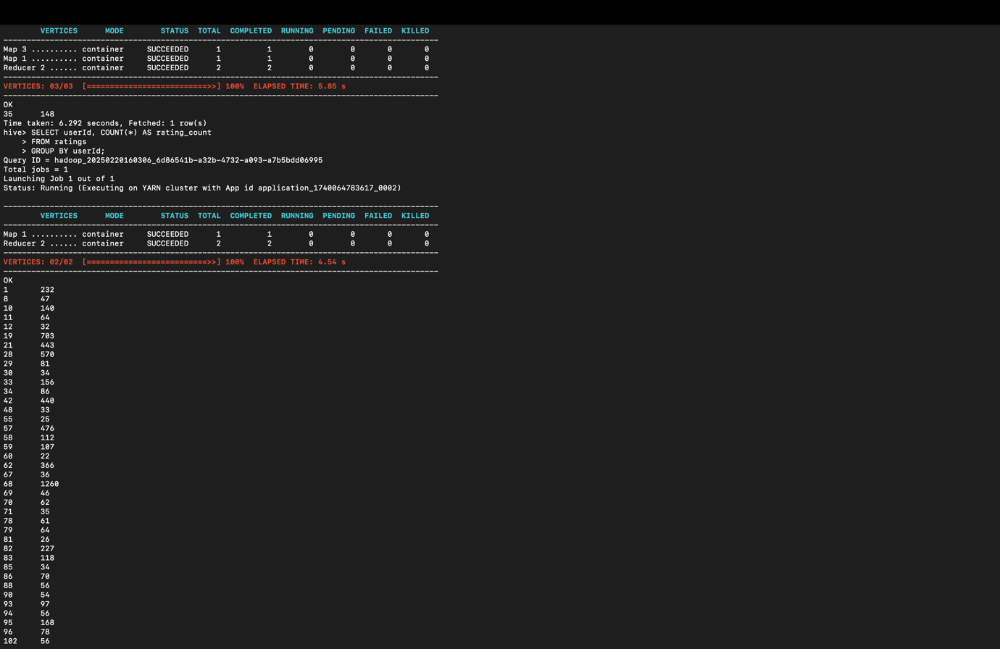 VERTICES MODE STATUS TOTAL COMPLETED RUNNING PENDING FAILED KILLED
----------------------------------------------------------------------------------------------
Map 3 .......... container SUCCEEDED 1 1 0 0 0 0
Map 1 .......... container SUCCEEDED 1 1 0 0 0 0
Reducer 2 ...... container SUCCEEDED 2 2 0 0 0 0
----------------------------------------------------------------------------------------------
VERTICES: 03/03 [==========================>>] 100% ELAPSED TIME: 5.85 s
----------------------------------------------------------------------------------------------
OK
35 148
Time taken: 6.292 seconds, Fetched: 1 row(s)
hive> SELECT userId, COUNT(*) AS rating_count
> FROM ratings
> GROUP BY userId;
Query ID = hadoop_20250220160306_6d86541b-a32b-4732-a093-a7b5bdd06995
Total jobs = 1
Launching Job 1 out of 1
Status: Running (Executing on YARN cluster with App id application_1740064783617_0002)
----------------------------------------------------------------------------------------------
VERTICES MODE STATUS TOTAL COMPLETED RUNNING PENDING FAILED KILLED
----------------------------------------------------------------------------------------------
Map 1 .......... container SUCCEEDED 1 1 0 0 0 0
Reducer 2 ...... container SUCCEEDED 2 2 0 0 0 0
----------------------------------------------------------------------------------------------
VERTICES: 02/02 [==========================>>] 100% ELAPSED TIME: 4.54 s
----------------------------------------------------------------------------------------------
OK
1 232
8 47
10 140
11 64
12 32
19 703
21 443
28 570
29 81
30 34
33 156
34 86
42 440
48 33
55 25
57 476
58 112
59 107
60 22
62 366
67 36
68 1260
69 46
70 62
71 35
78 61
79 64
81 26
82 227
83 118
85 34
86 70
88 56
90 54
93 97
94 56
95 168
96 78
102 56